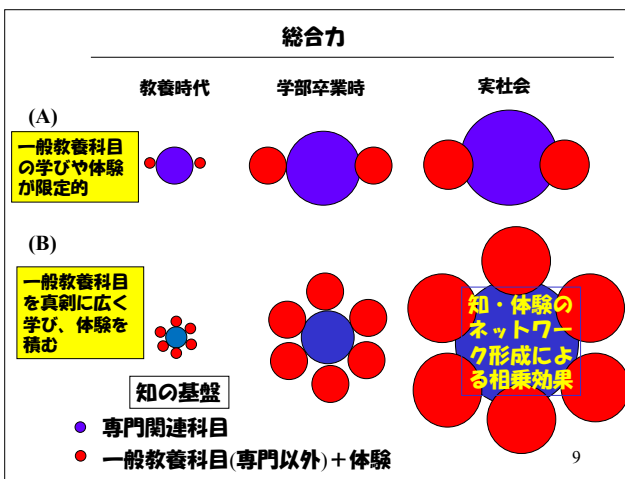 総合力
教養時代
学部卒業時
実社会
(A)
一般教養科目
の学びや体験
が限定的
(B)
一般教養科目
を真剣に広く
学び、体験を
積む
知・体験の
ネットワー
ク形成によ
る相乗効果
知の基盤
専門関連科目
一般教養科目(専門以外)＋体験
9